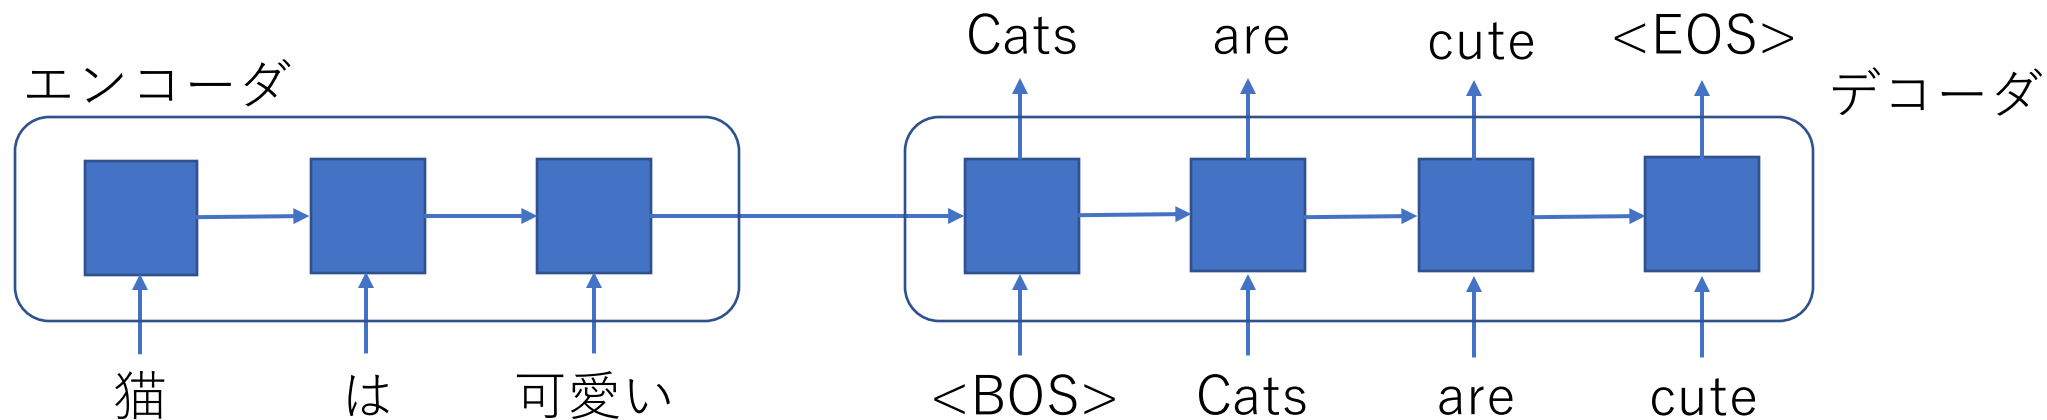 Cats are cute <EOS>
エンコーダ
デコーダ
猫 は 可愛い
<BOS> Cats are cute